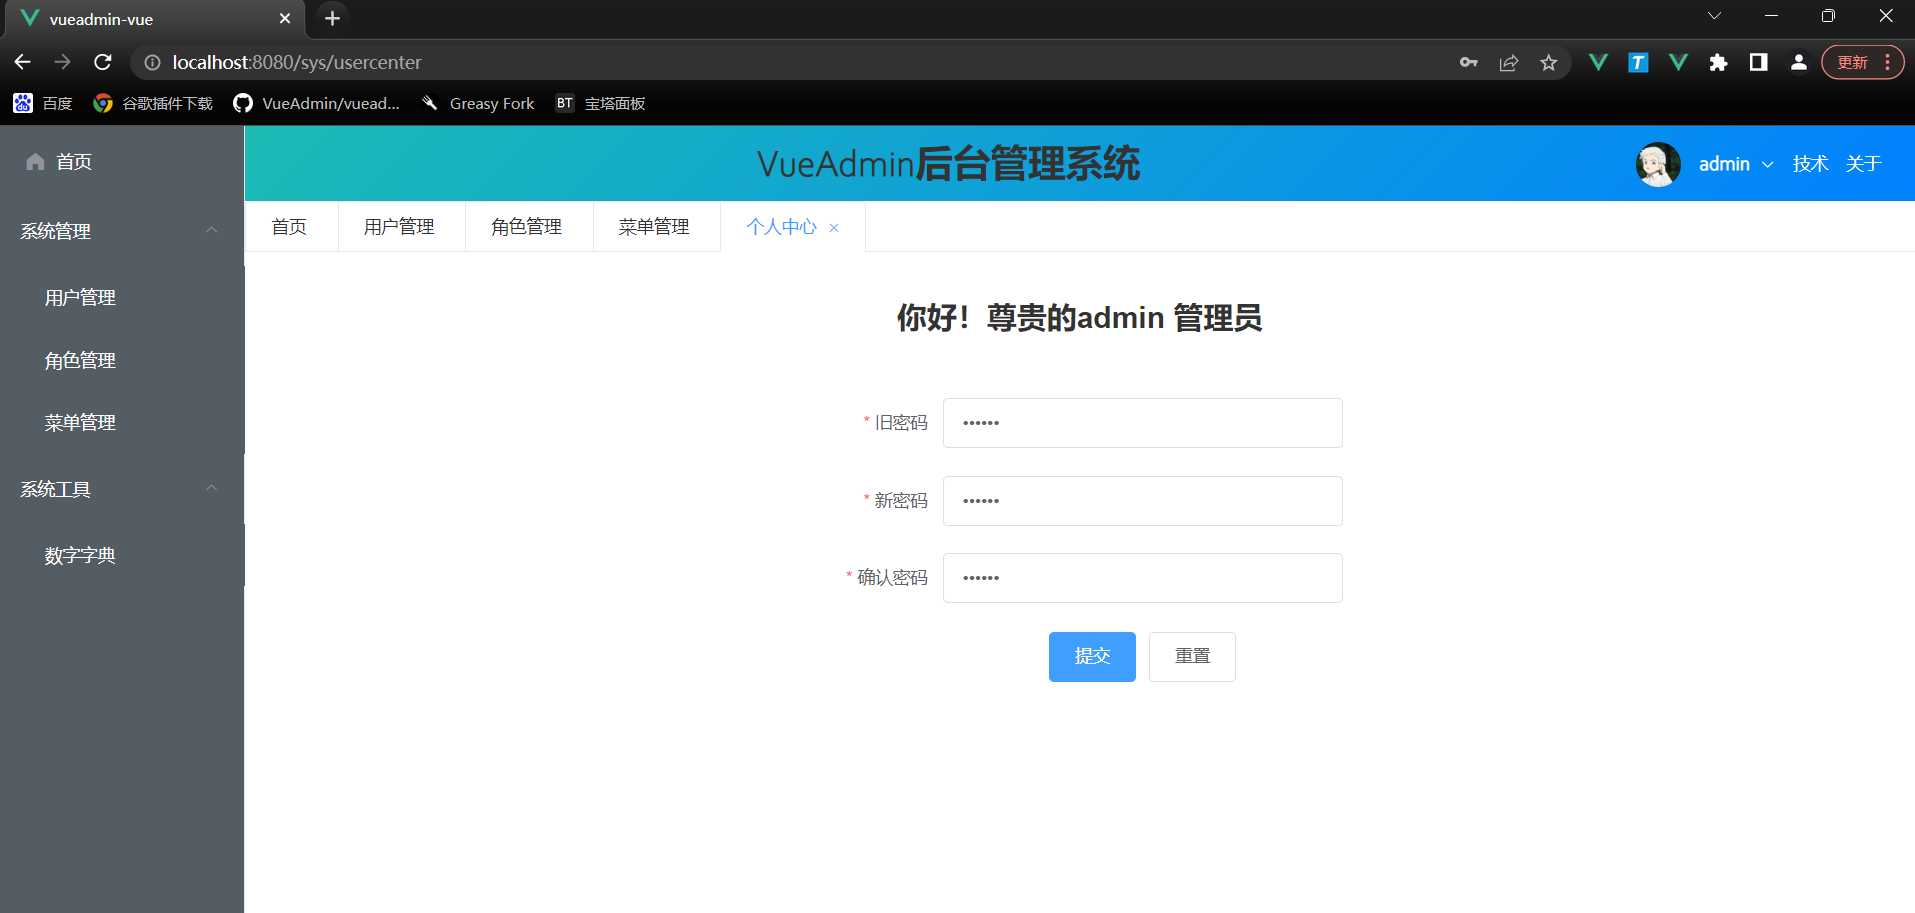 vueadmin-vue
localhost:8080/sys/usercenter
更新
百度
谷歌插件下载
VueAdmin/vuead...
Greasy Fork
BT
宝塔面板
首页
系统管理
用户管理
角色管理
菜单管理
系统工具
数字字典
VueAdmin后台管理系统
admin
技术
关于
首页
用户管理
角色管理
菜单管理
个人中心
你好！尊贵的admin 管理员
* 旧密码
••••••
* 新密码
••••••
* 确认密码
••••••
提交
重置